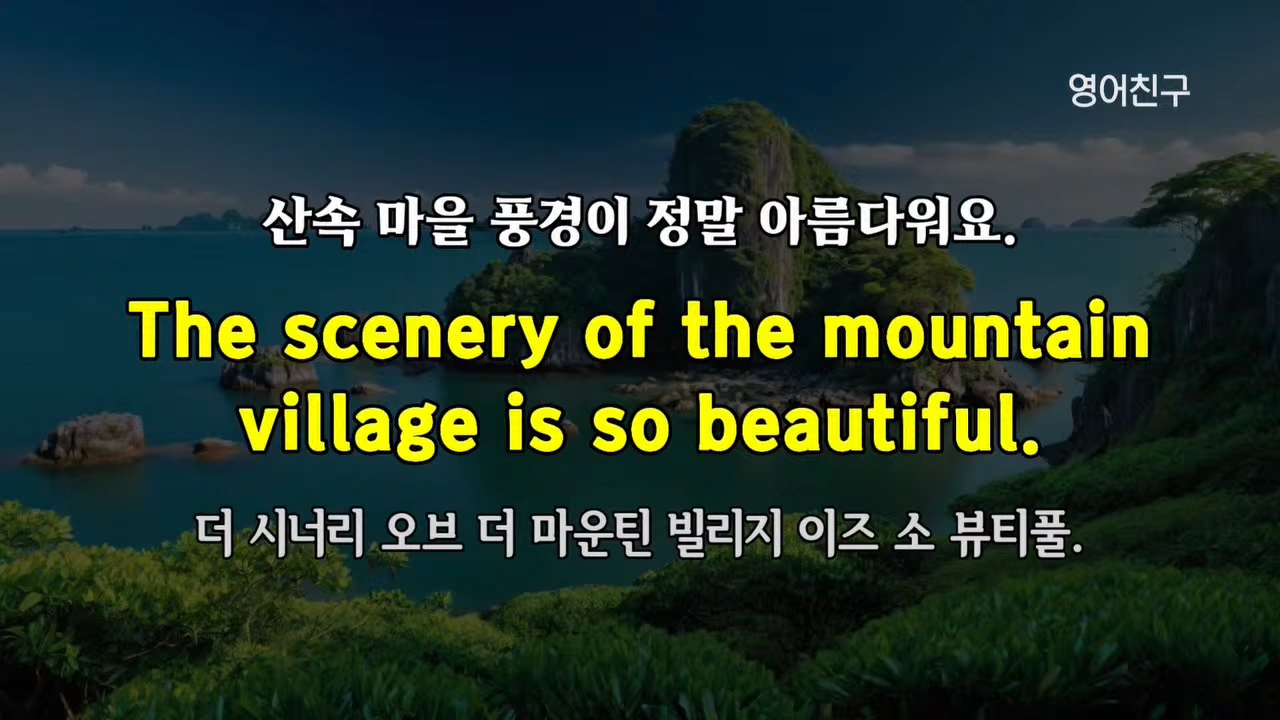 영어친구
산속 마을 풍경이 정말 아름다워요.
The scenery of the mountain
village is so beautiful.
더 시너리 오브 더 마운틴 빌리지 이즈 소 뷰티풀.